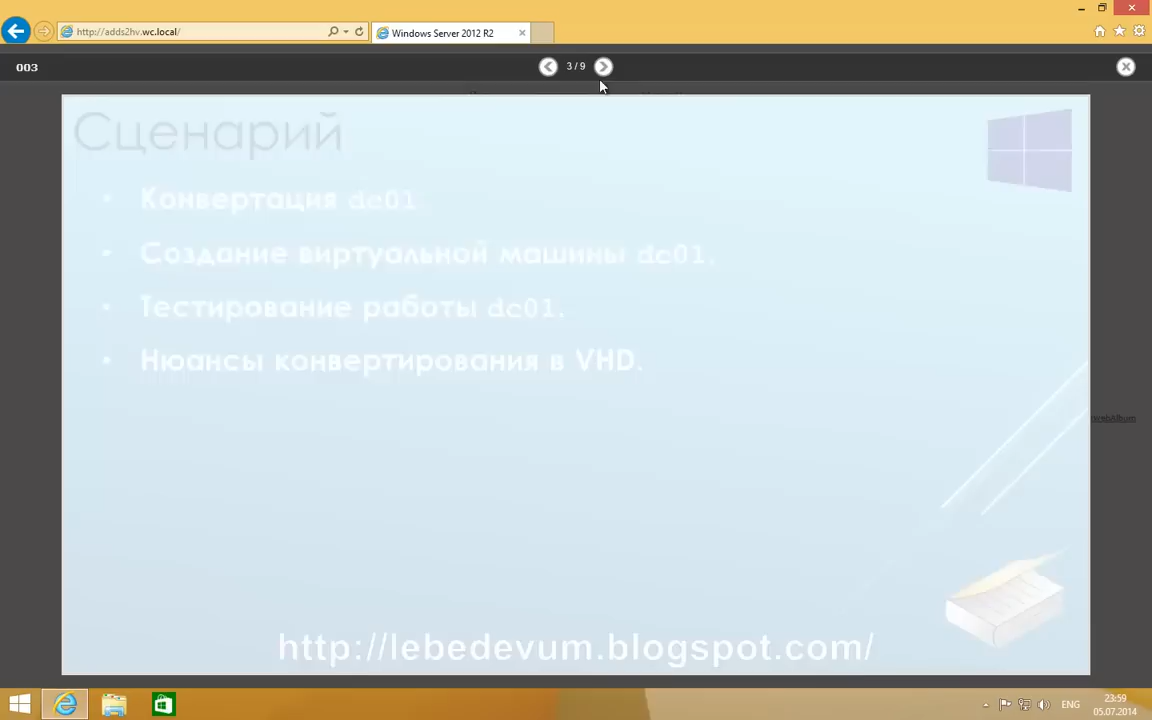 http://adds2hv.wc.local/
Windows Server 2012 R2
003
3 / 9
Сценарий
• Конвертация dc01.
• Создание виртуальной машины dc01.
• Тестирование работы dc01.
• Нюансы конвертирования в VHD.
http://lebedevum.blogspot.com/
ENG
23:59
05.07.2014